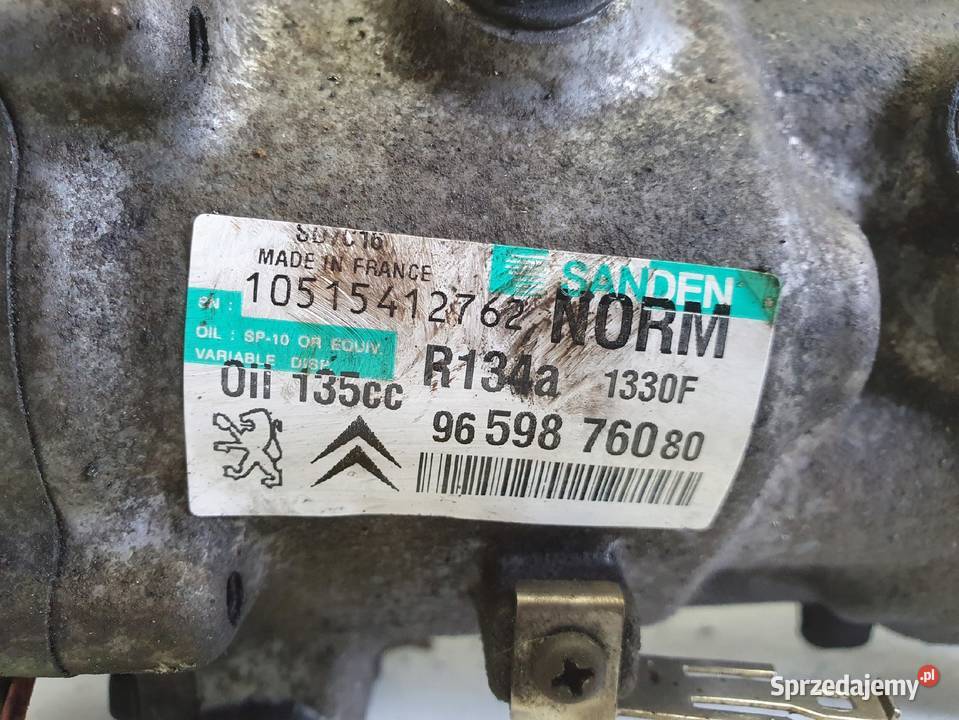 SD7C16
MADE IN FRANCE
SANDEN
SN : 10515412762
NORM
OIL : SP-10 OR EQUIV.
VARIABLE DISP.
Oil 135cc R134a 1330F
96 598 760 80
Sprzedajemy.pl